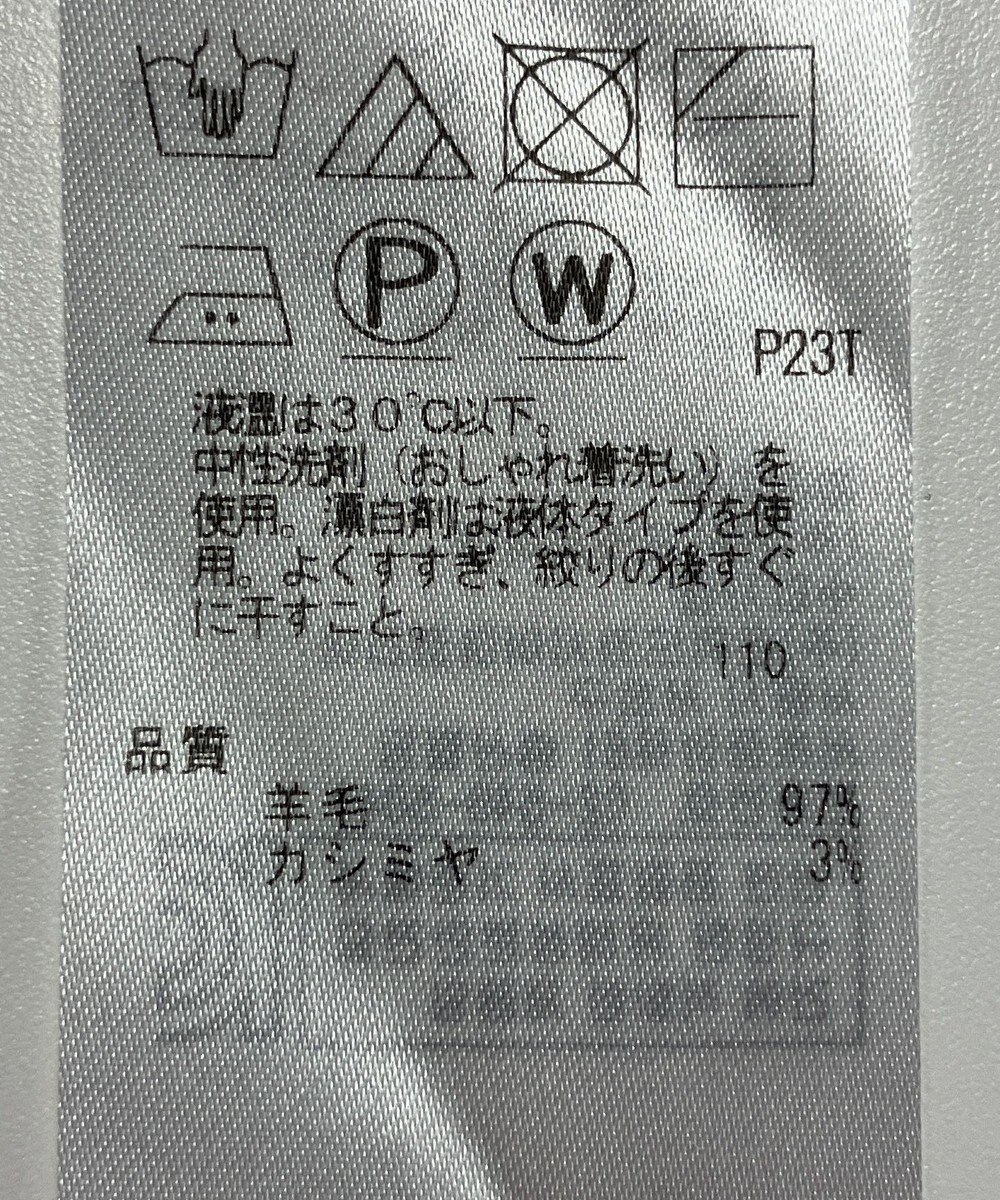 P W
P23T
液温は30℃以下。
中性洗剤（おしゃれ着洗い）を
使用。漂白剤は液体タイプを使
用。よくすすぎ、絞りの後すぐ
に干すこと。
110
品質
羊毛 97%
カシミヤ 3%